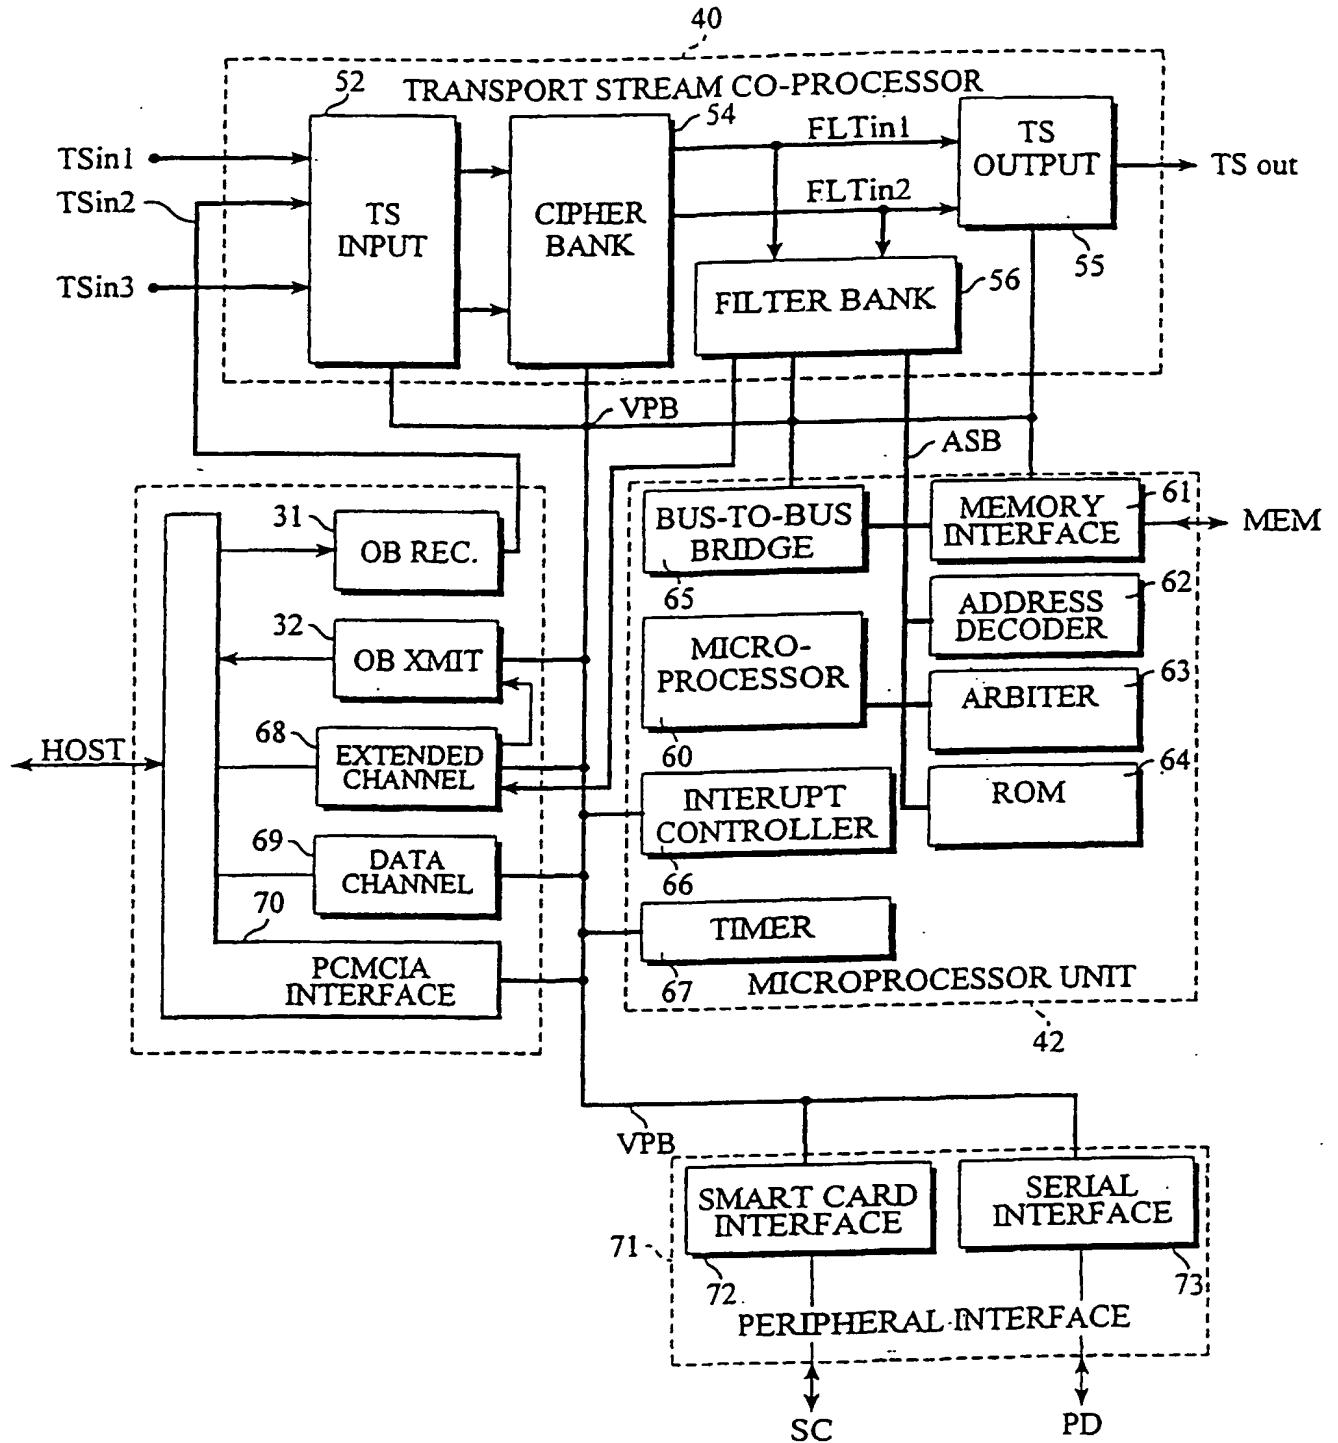 40
TRANSPORT STREAM CO-PROCESSOR
52
54
TSin1
TSin2
TSin3
TS
INPUT
CIPHER
BANK
FLTin1
FLTin2
TS
OUTPUT
TS out
55
56
FILTER BANK
VPB
ASB
31
OB REC.
32
OB XMIT
68
EXTENDED
CHANNEL
HOST
69
DATA
CHANNEL
70
PCMCIA
INTERFACE
BUS-TO-BUS
BRIDGE
65
MEMORY
INTERFACE
61
MEM
ADDRESS
DECODER
62
MICRO-
PROCESSOR
60
ARBITER
63
ROM
64
INTERUPT
CONTROLLER
66
TIMER
67
MICROPROCESSOR UNIT
42
VPB
71
SMART CARD
INTERFACE
72
SERIAL
INTERFACE
73
PERIPHERAL INTERFACE
SC
PD